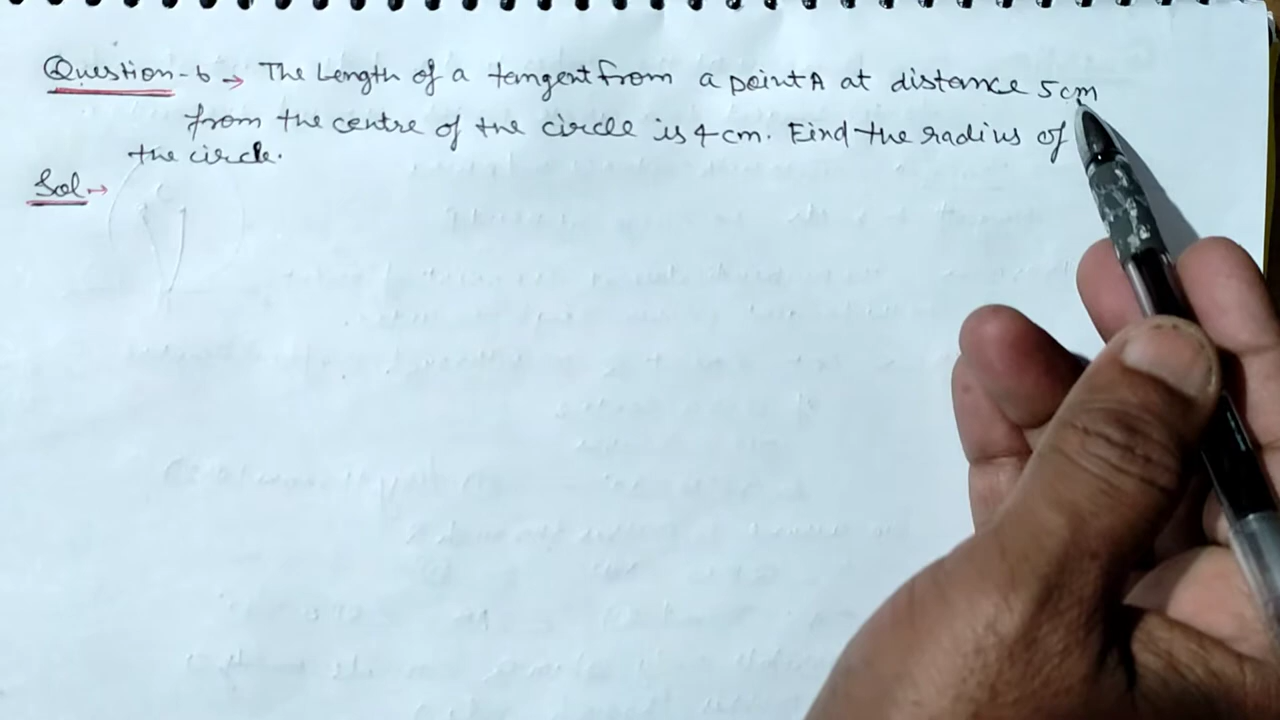 Question-6 → The Length of a tangent from a point A at distance 5cm
from the centre of the circle is 4 cm. Find the radius of
the circle.
Sol→